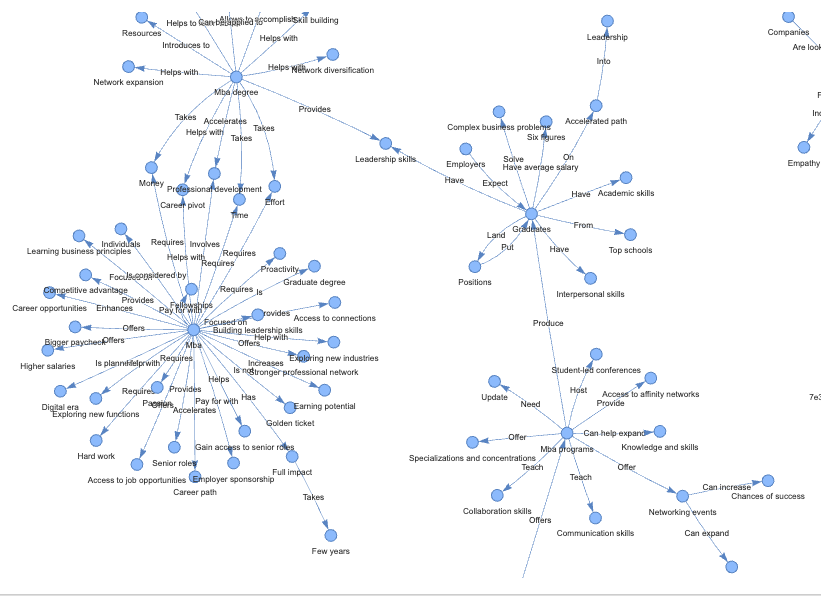 Allows to accomplish
Helps to
Can be applied to
Skill building
Companies
Resources
Leadership
Helps with
Introduces to
Are look
Into
Helps with
Helps with
Network diversification
Network expansion
Mba degree
Provides
Takes
Accelerates
Takes
Complex business problems
Accelerated path
Helps with
Takes
Six figures
Solve
On
Leadership skills
Employers
Have average salary
Empathy
Money
Professional development
Have
Expect
Career pivot
Effort
Have
Academic skills
Time
Graduates
From
Land
Top schools
Individuals
Requires
Involves
Put
Have
Learning business principles
Helps with
Requires
Requires
Proactivity
Is considered by
Positions
Graduate degree
Interpersonal skills
Competitive advantage
Requires
Is
Provides
Fellowships
Career opportunities
Enhances
Pay for with
Provides
Access to connections
Focused on
Produce
Offers
Building leadership skills
Bigger paycheck
Offers
Mba
Offers
Help with
Exploring new industries
Higher salaries
Requires
Increases
Stronger professional network
Is not
Student-led conferences
Helps
Host
Access to affinity networks
Update
Need
Provide
Requires
Provides
Digital era
Offers
Pay for with
Has
Earning potential
Exploring new functions
Accelerates
Golden ticket
Offer
Can help expand
Knowledge and skills
Mba programs
Specializations and concentrations
Hard work
Senior roles
Gain access to senior roles
Full impact
Teach
Offer
Access to job opportunities
Employer sponsorship
Teach
Can increase
Career path
Takes
Collaboration skills
Chances of success
Networking events
Offers
Communication skills
Can expand
Few years